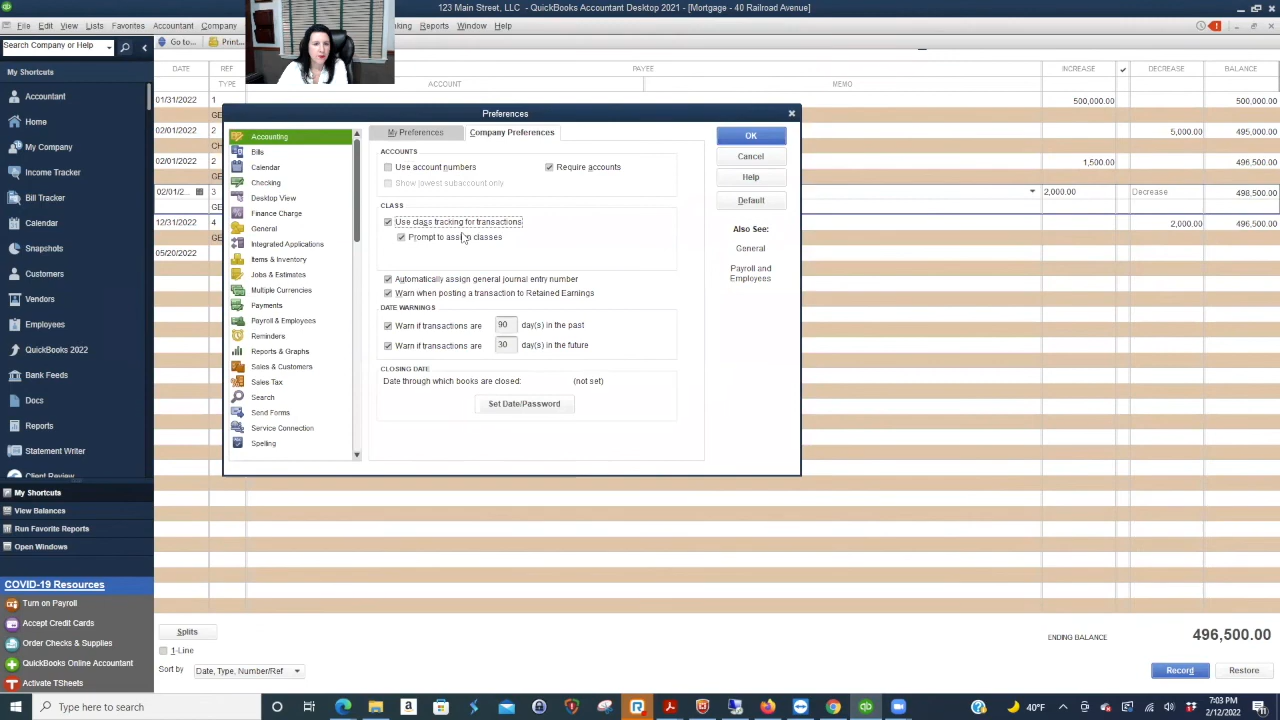 123 Main Street, LLC - QuickBooks Accountant Desktop 2021 - [Mortgage - 40 Railroad Avenue]
File Edit View Lists Favorites Accountant Company Reports Window Help
Search Company or Help
Go to... Print...
My Shortcuts
Accountant
Home
My Company
Income Tracker
Bill Tracker
Calendar
Snapshots
Customers
Vendors
Employees
QuickBooks 2022
Bank Feeds
Docs
Reports
Statement Writer
Client Review
My Shortcuts
View Balances
Run Favorite Reports
Open Windows
COVID-19 Resources
Turn on Payroll
Accept Credit Cards
Order Checks & Supplies
QuickBooks Online Accountant
Activate TSheets
DATE REF PAYEE INCREASE DECREASE BALANCE
TYPE ACCOUNT MEMO
01/31/2022 1 500,000.00 500,000.00
02/01/2022 2 5,000.00 495,000.00
02/01/2022 2 1,500.00 496,500.00
02/01/2... 3 2,000.00 Decrease 498,500.00
12/31/2022 4 2,000.00 496,500.00
05/20/2022
Preferences
Accounting
Bills
Calendar
Checking
Desktop View
Finance Charge
General
Integrated Applications
Items & Inventory
Jobs & Estimates
Multiple Currencies
Payments
Payroll & Employees
Reminders
Reports & Graphs
Sales & Customers
Sales Tax
Search
Send Forms
Service Connection
Spelling
My Preferences Company Preferences
ACCOUNTS
Use account numbers Require accounts
Show lowest subaccount only
CLASS
Use class tracking for transactions
Prompt to assign classes
Automatically assign general journal entry number
Warn when posting a transaction to Retained Earnings
DATE WARNINGS
Warn if transactions are 90 day(s) in the past
Warn if transactions are 30 day(s) in the future
CLOSING DATE
Date through which books are closed: (not set)
Set Date/Password
OK
Cancel
Help
Default
Also See:
General
Payroll and
Employees
Splits
1-Line
Sort by Date, Type, Number/Ref
ENDING BALANCE 496,500.00
Record Restore
Type here to search
40°F
7:03 PM
2/12/2022